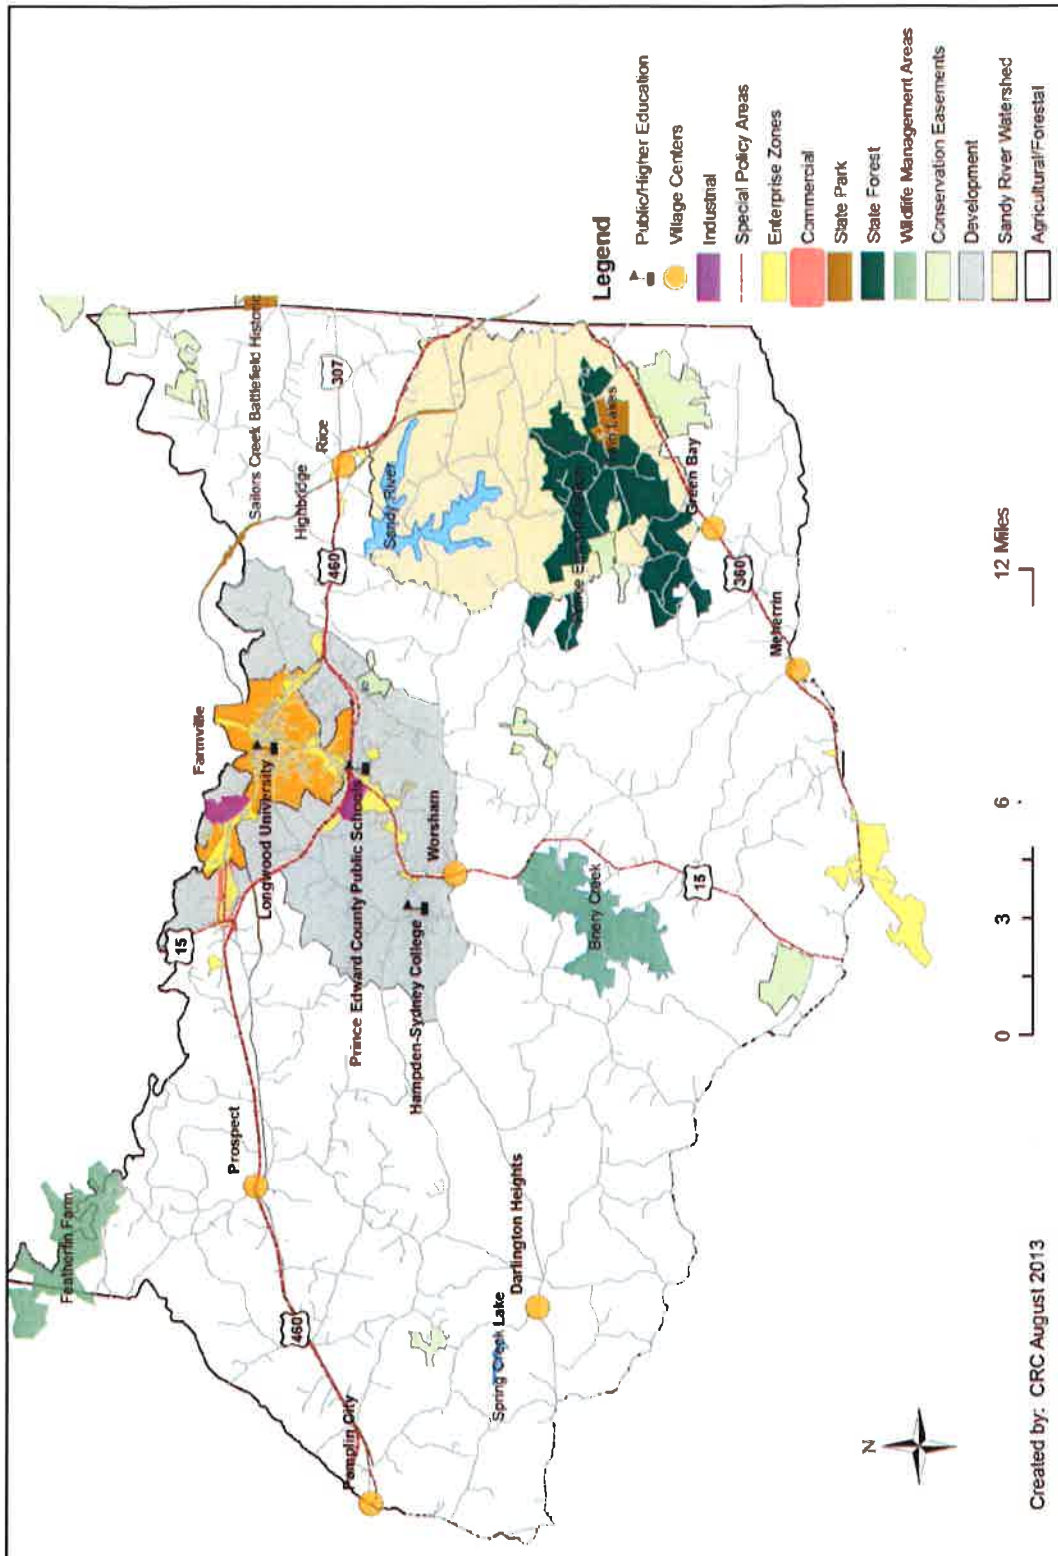 Featherfin Farm
Prospect
Pamplin City
460
15
Farmville
Longwood University
Prince Edward County Public Schools
Hampden-Sydney College
Worsham
Sailors Creek Battlefield Historic
Highbridge
Rice
307
460
Sandy River
Twin Lakes
Green Bay
360
Meherrin
Briery Creek
15
Darlington Heights
Spring Creek Lake
Legend
Public/Higher Education
Village Centers
Industrial
Special Policy Areas
Enterprise Zones
Commercial
State Park
State Forest
Wildlife Management Areas
Conservation Easements
Development
Sandy River Watershed
Agricultural/Forestal
N
0 3 6 12 Miles
Created by: CRC August 2013